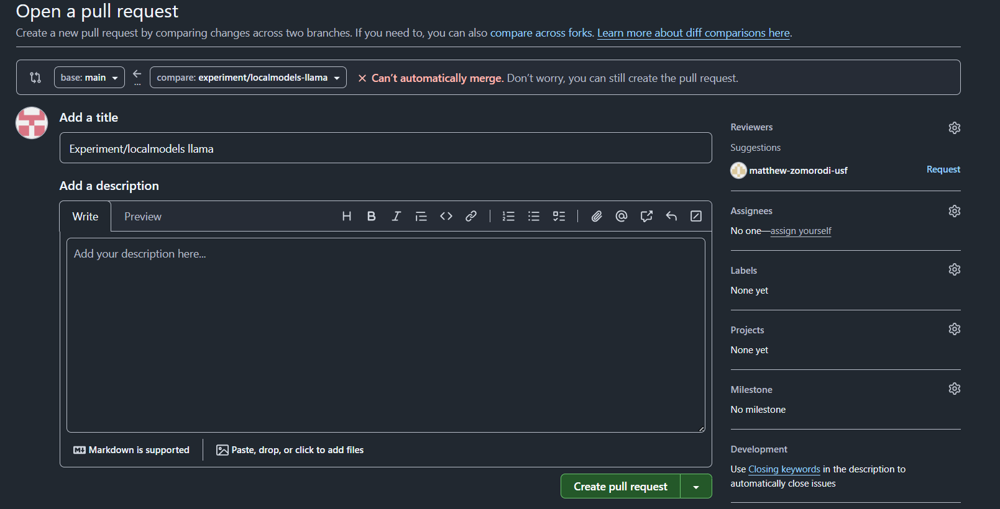 Open a pull request
Create a new pull request by comparing changes across two branches. If you need to, you can also compare across forks. Learn more about diff comparisons here.
base: main
...
compare: experiment/localmodels-llama
Can’t automatically merge. Don’t worry, you can still create the pull request.
Add a title
Experiment/localmodels llama
Add a description
Write
Preview
Add your description here...
Markdown is supported
Paste, drop, or click to add files
Create pull request
Reviewers
Suggestions
matthew-zomorodi-usf
Request
Assignees
No one—assign yourself
Labels
None yet
Projects
None yet
Milestone
No milestone
Development
Use Closing keywords in the description to
automatically close issues